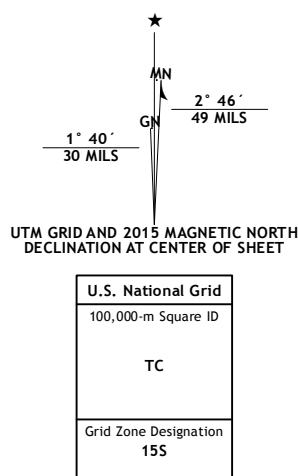 ★
MN
2° 46´
49 MILS
GN
1° 40´
30 MILS
UTM GRID AND 2015 MAGNETIC NORTH
DECLINATION AT CENTER OF SHEET
U.S. National Grid
100,000-m Square ID
TC
Grid Zone Designation
15S